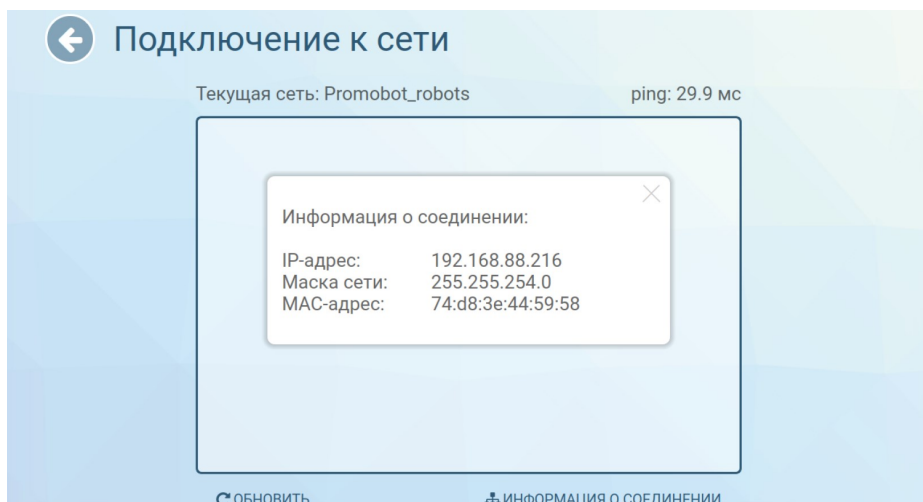 Подключение к сети
Текущая сеть: Promobot_robots ping: 29.9 мс
Информация о соединении:
IP-адрес: 192.168.88.216
Маска сети: 255.255.254.0
MAC-адрес: 74:d8:3e:44:59:58
ОБНОВИТЬ ИНФОРМАЦИЯ О СОЕДИНЕНИИ